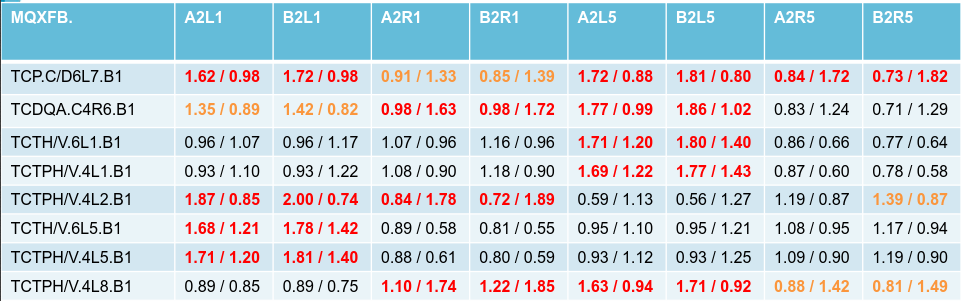 MQXFB. A2L1 B2L1 A2R1 B2R1 A2L5 B2L5 A2R5 B2R5
TCP.C/D6L7.B1 1.62 / 0.98 1.72 / 0.98 0.91 / 1.33 0.85 / 1.39 1.72 / 0.88 1.81 / 0.80 0.84 / 1.72 0.73 / 1.82
TCDQA.C4R6.B1 1.35 / 0.89 1.42 / 0.82 0.98 / 1.63 0.98 / 1.72 1.77 / 0.99 1.86 / 1.02 0.83 / 1.24 0.71 / 1.29
TCTH/V.6L1.B1 0.96 / 1.07 0.96 / 1.17 1.07 / 0.96 1.16 / 0.96 1.71 / 1.20 1.80 / 1.40 0.86 / 0.66 0.77 / 0.64
TCTPH/V.4L1.B1 0.93 / 1.10 0.93 / 1.22 1.08 / 0.90 1.18 / 0.90 1.69 / 1.22 1.77 / 1.43 0.87 / 0.60 0.78 / 0.58
TCTPH/V.4L2.B1 1.87 / 0.85 2.00 / 0.74 0.84 / 1.78 0.72 / 1.89 0.59 / 1.13 0.56 / 1.27 1.19 / 0.87 1.39 / 0.87
TCTH/V.6L5.B1 1.68 / 1.21 1.78 / 1.42 0.89 / 0.58 0.81 / 0.55 0.95 / 1.10 0.95 / 1.21 1.08 / 0.95 1.17 / 0.94
TCTPH/V.4L5.B1 1.71 / 1.20 1.81 / 1.40 0.88 / 0.61 0.80 / 0.59 0.93 / 1.12 0.93 / 1.25 1.09 / 0.90 1.19 / 0.90
TCTPH/V.4L8.B1 0.89 / 0.85 0.89 / 0.75 1.10 / 1.74 1.22 / 1.85 1.63 / 0.94 1.71 / 0.92 0.88 / 1.42 0.81 / 1.49